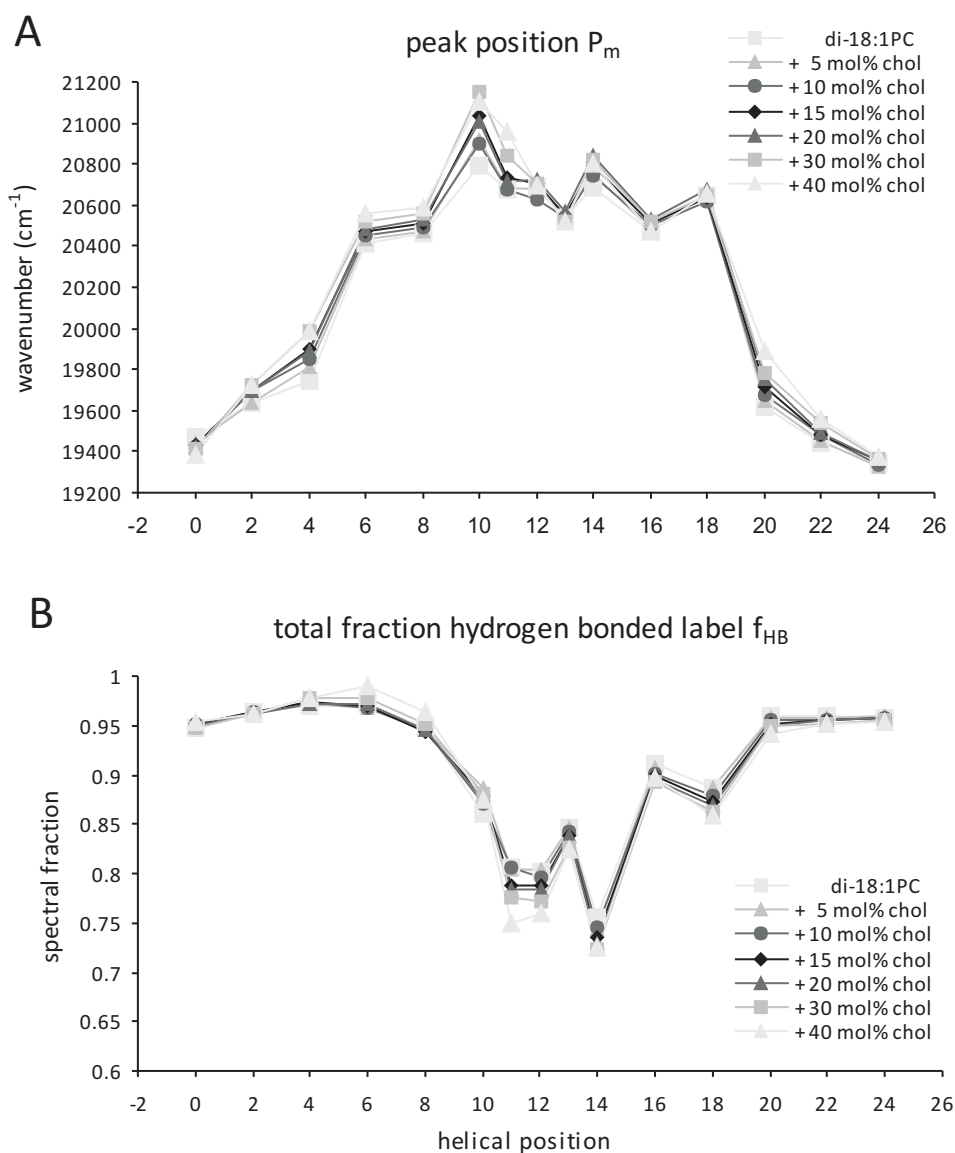 A
peak position Pm
di-18:1PC
+ 5 mol% chol
+10 mol% chol
+15 mol% chol
+20 mol% chol
+30 mol% chol
+40 mol% chol
wavenumber (cm-1)
21200
21000
20800
20600
20400
20200
20000
19800
19600
19400
19200
-2 0 2 4 6 8 10 12 14 16 18 20 22 24 26
B
total fraction hydrogen bonded label fHB
spectral fraction
1
0.95
0.9
0.85
0.8
0.75
0.7
0.65
0.6
di-18:1PC
+ 5 mol% chol
+10 mol% chol
+15 mol% chol
+20 mol% chol
+30 mol% chol
+40 mol% chol
-2 0 2 4 6 8 10 12 14 16 18 20 22 24 26
helical position